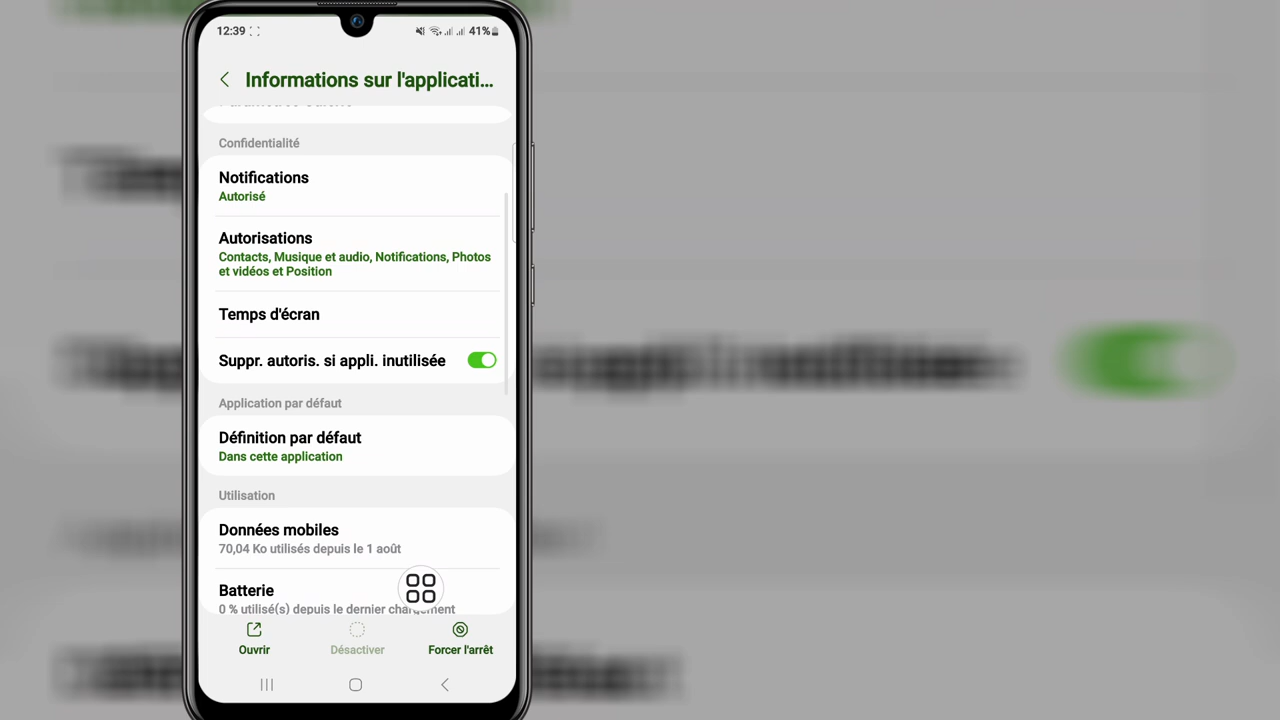 12:39
41%
Informations sur l'applicati...
Confidentialité
Notifications
Autorisé
Autorisations
Contacts, Musique et audio, Notifications, Photos
et vidéos et Position
Temps d'écran
Suppr. autoris. si appli. inutilisée
Application par défaut
Définition par défaut
Dans cette application
Utilisation
Données mobiles
70,04 Ko utilisés depuis le 1 août
Batterie
0 % utilisé(s) depuis le dernier chargement
Ouvrir
Désactiver
Forcer l'arrêt